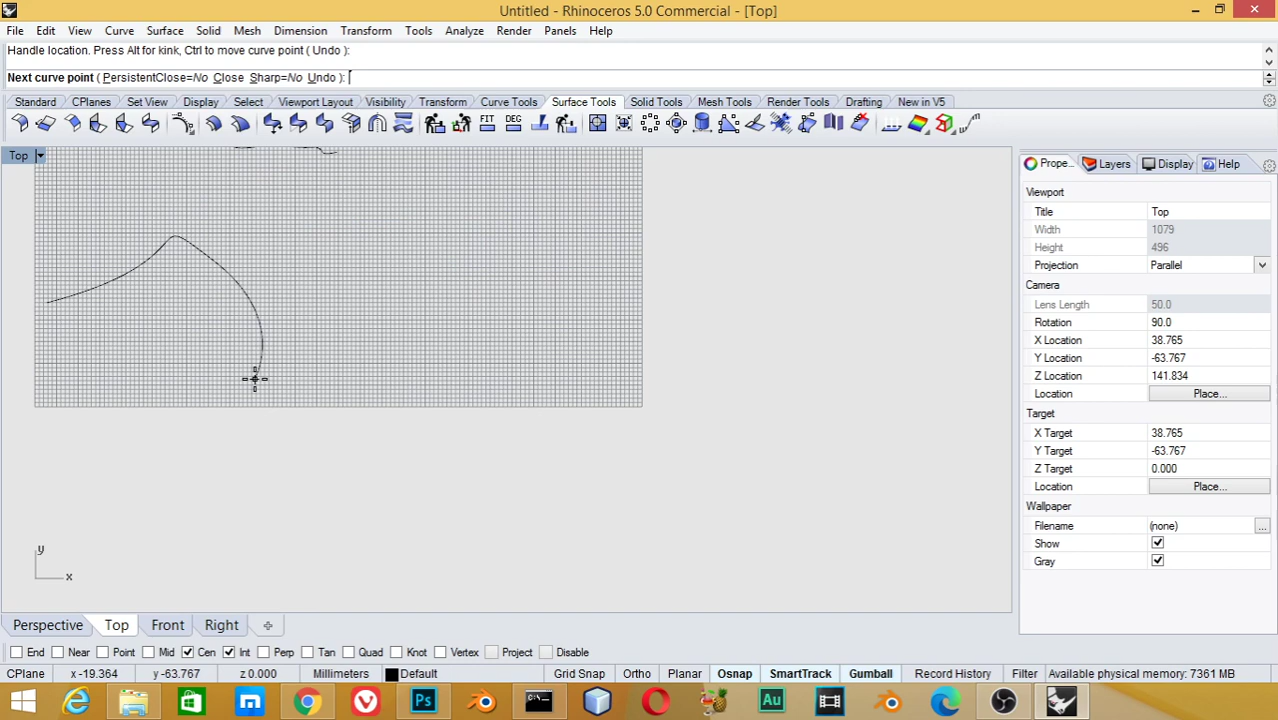 Untitled - Rhinoceros 5.0 Commercial - [Top]
File Edit View Curve Surface Solid Mesh Dimension Transform Tools Analyze Render Panels Help
Handle location. Press Alt for kink, Ctrl to move curve point ( Undo ):
Next curve point ( PersistentClose=No Close Sharp=No Undo ):
Standard CPlanes Set View Display Select Viewport Layout Visibility Transform Curve Tools Surface Tools Solid Tools Mesh Tools Render Tools Drafting New in V5
FIT DEG
Top
Prope... Layers Display Help
Viewport
Title Top
Width 1079
Height 496
Projection Parallel
Camera
Lens Length 50.0
Rotation 90.0
X Location 38.765
Y Location -63.767
Z Location 141.834
Location Place...
Target
X Target 38.765
Y Target -63.767
Z Target 0.000
Location Place...
Wallpaper
Filename (none) ...
Show
Gray
y
x
Perspective Top Front Right
End Near Point Mid Cen Int Perp Tan Quad Knot Vertex Project Disable
CPlane x -19.364 y -63.767 z 0.000 Millimeters Default Grid Snap Ortho Planar Osnap SmartTrack Gumball Record History Filter Available physical memory: 7361 MB
Ps Au